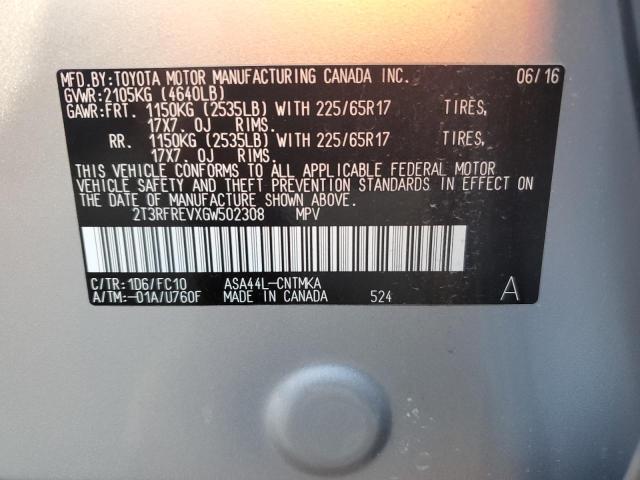 MFD.BY:TOYOTA MOTOR MANUFACTURING CANADA INC. 06/16
GVWR:2105KG (4640LB)
GAWR:FRT. 1150KG (2535LB) WITH 225/65R17 TIRES,
17X7.0J RIMS.
RR. 1150KG (2535LB) WITH 225/65R17 TIRES,
17X7.0J RIMS.
THIS VEHICLE CONFORMS TO ALL APPLICABLE FEDERAL MOTOR
VEHICLE SAFETY AND THEFT PREVENTION STANDARDS IN EFFECT ON
THE DATE OF MANUFACTURE SHOWN ABOVE.
2T3RFREVXGW502308 MPV
C/TR:1D6/FC10 ASA44L-CNTMKA
A/TM:-01A/U760F MADE IN CANADA 524 A